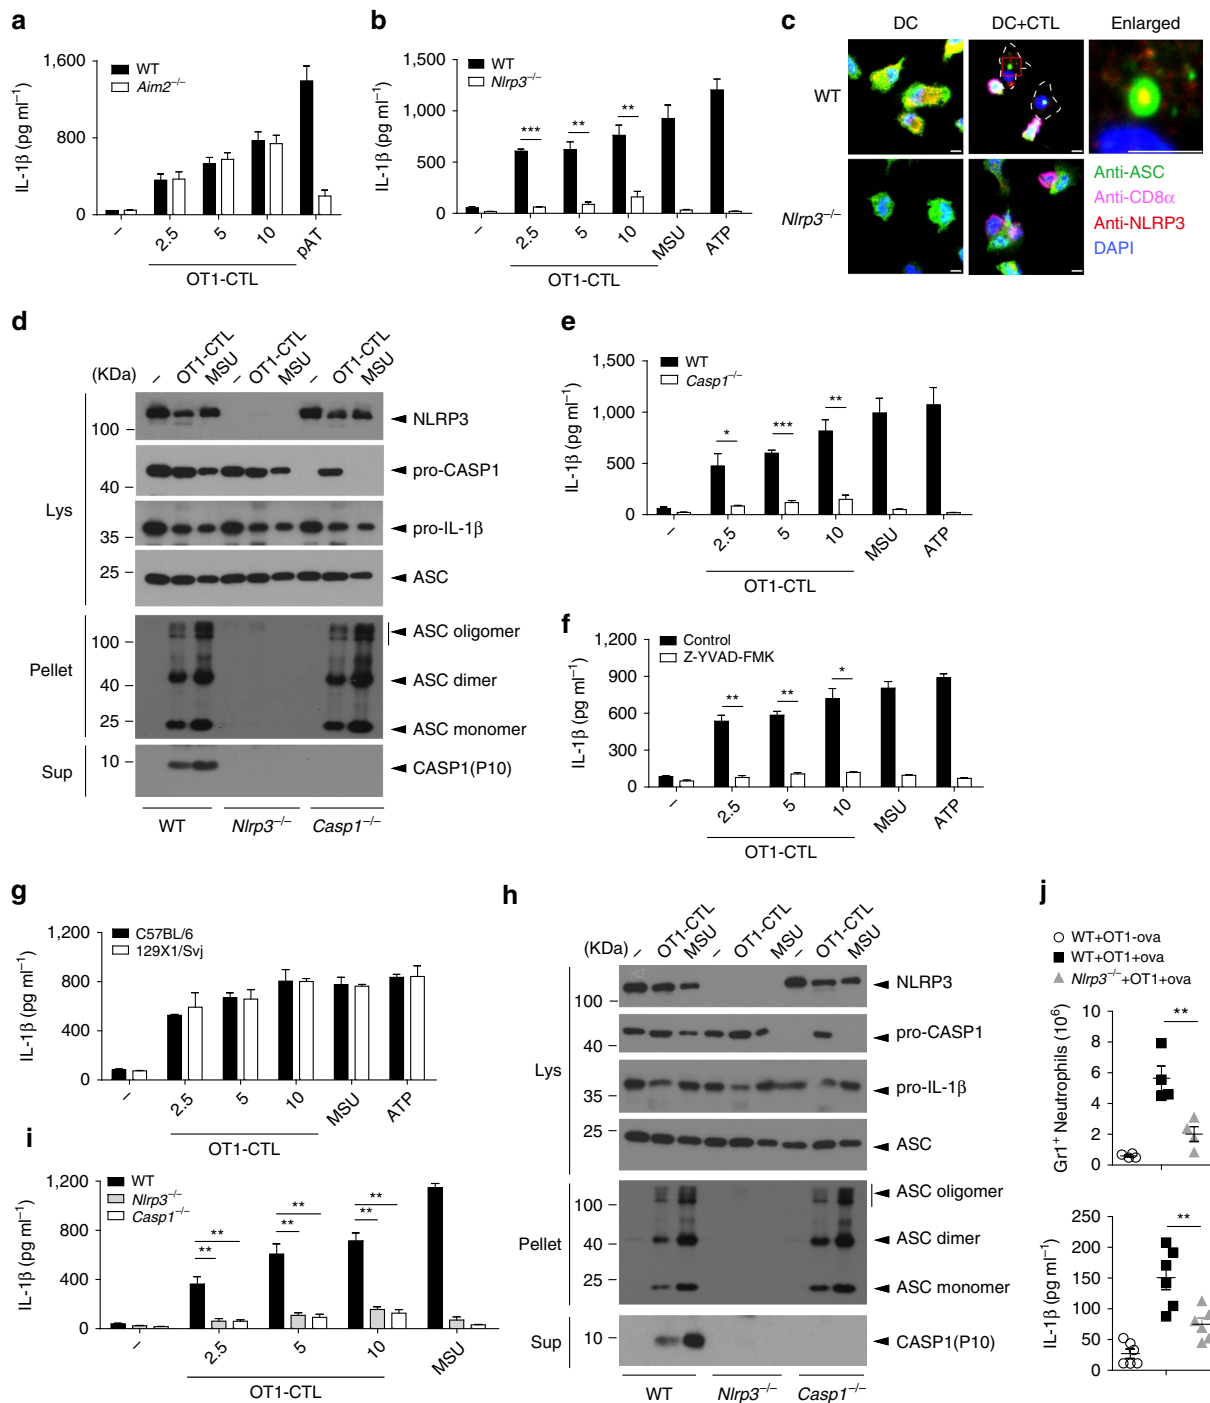 a
1,600
800
0
IL-1β (pg ml⁻¹)
WT
Aim2⁻/⁻
–
2.5
5
10
pAT
OT1-CTL
b
1,500
1,000
500
0
IL-1β (pg ml⁻¹)
WT
Nlrp3⁻/⁻
***
**
**
–
2.5
5
10
MSU
ATP
OT1-CTL
c
DC
DC+CTL
Enlarged
WT
Nlrp3⁻/⁻
Anti-ASC
Anti-CD8α
Anti-NLRP3
DAPI
d
(KDa)
– OT1-CTL MSU – OT1-CTL MSU – OT1-CTL MSU
100
NLRP3
40
pro-CASP1
Lys
35
pro-IL-1β
25
ASC
100
ASC oligomer
Pellet
40
ASC dimer
25
ASC monomer
Sup
10
CASP1(P10)
WT
Nlrp3⁻/⁻
Casp1⁻/⁻
e
1,500
1,000
500
0
IL-1β (pg ml⁻¹)
WT
Casp1⁻/⁻
*
***
**
–
2.5
5
10
MSU
ATP
OT1-CTL
f
1,200
900
600
300
0
IL-1β (pg ml⁻¹)
Control
Z-YVAD-FMK
**
**
*
–
2.5
5
10
MSU
ATP
OT1-CTL
g
1,200
800
400
0
IL-1β (pg ml⁻¹)
C57BL/6
129X1/Svj
–
2.5
5
10
MSU
ATP
OT1-CTL
h
(KDa)
– OT1-CTL MSU – OT1-CTL MSU – OT1-CTL MSU
100
NLRP3
40
pro-CASP1
Lys
35
pro-IL-1β
25
ASC
100
ASC oligomer
Pellet
40
ASC dimer
25
ASC monomer
Sup
10
CASP1(P10)
WT
Nlrp3⁻/⁻
Casp1⁻/⁻
i
1,200
800
400
0
IL-1β (pg ml⁻¹)
WT
Nlrp3⁻/⁻
Casp1⁻/⁻
**
**
**
**
**
**
–
2.5
5
10
MSU
OT1-CTL
j
WT+OT1-ova
WT+OT1+ova
Nlrp3⁻/⁻+OT1+ova
Gr1⁺ Neutrophils (10⁶)
10
8
6
4
2
0
**
IL-1β (pg ml⁻¹)
250
200
150
100
50
0
**